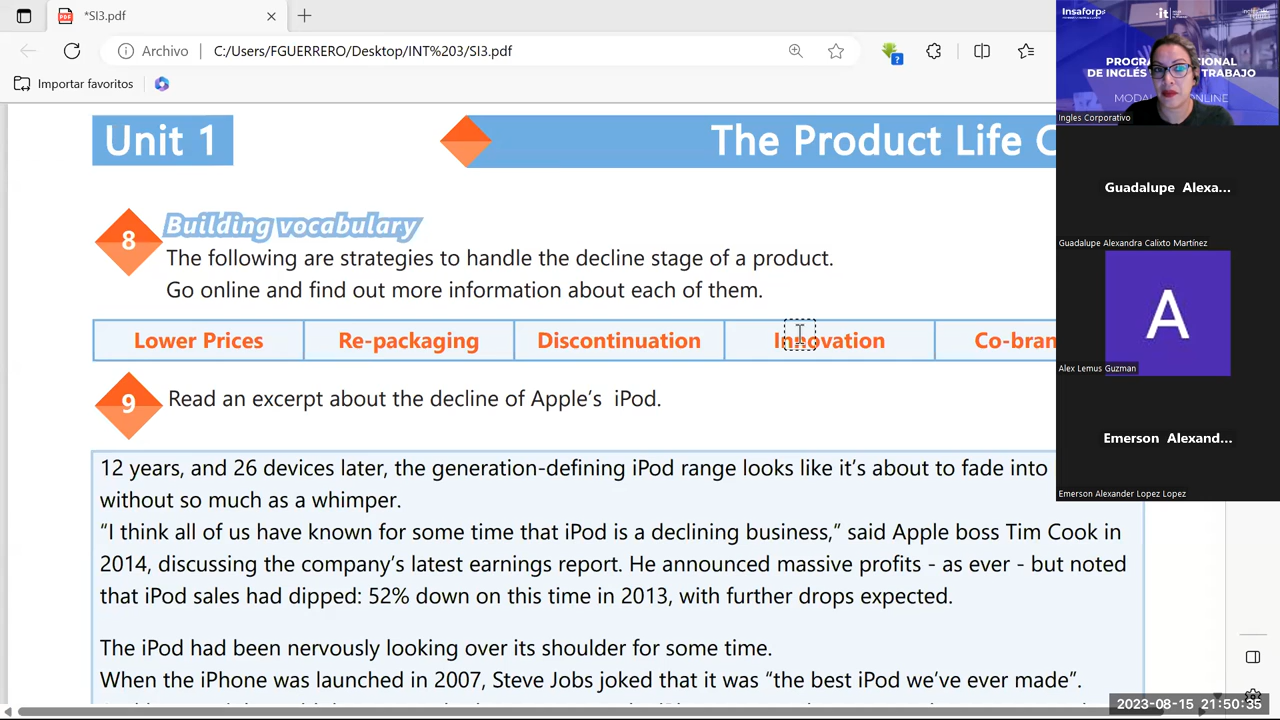 *SI3.pdf
Archivo
C:/Users/FGUERRERO/Desktop/INT%203/SI3.pdf
Importar favoritos
Unit 1
The Product Life C
8
Building vocabulary
The following are strategies to handle the decline stage of a product.
Go online and find out more information about each of them.
Lower Prices
Re-packaging
Discontinuation
Innovation
Co-bran
9
Read an excerpt about the decline of Apple's iPod.
12 years, and 26 devices later, the generation-defining iPod range looks like it's about to fade into
without so much as a whimper.
“I think all of us have known for some time that iPod is a declining business,” said Apple boss Tim Cook in
2014, discussing the company's latest earnings report. He announced massive profits - as ever - but noted
that iPod sales had dipped: 52% down on this time in 2013, with further drops expected.
The iPod had been nervously looking over its shoulder for some time.
When the iPhone was launched in 2007, Steve Jobs joked that it was “the best iPod we've ever made”.
Insaforp
it
Ingles Corporativo
Guadalupe Alexa...
Guadalupe Alexandra Calixto Martínez
A
Alex Lemus Guzman
Emerson Alexand...
Emerson Alexander Lopez Lopez
2023-08-15 21:50:35